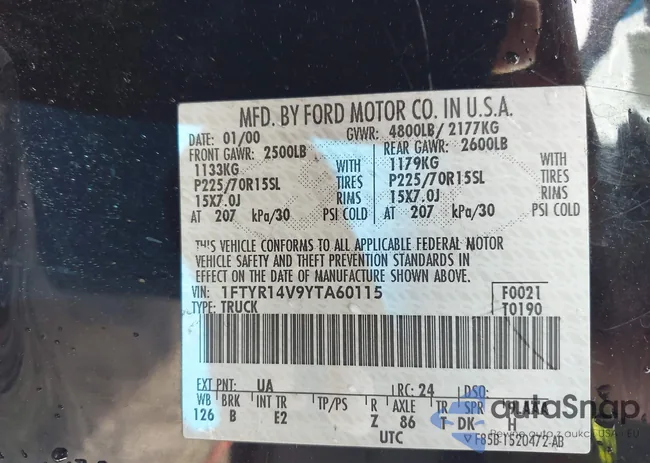 MFD. BY FORD MOTOR CO. IN U.S.A.
DATE: 01/00 GVWR: 4800LB/ 2177KG
FRONT GAWR: 2500LB REAR GAWR: 2600LB
1133KG WITH 1179KG WITH
P225/70R15SL TIRES P225/70R15SL TIRES
15X7.0J RIMS 15X7.0J RIMS
AT 207 kPa/30 PSI COLD AT 207 kPa/30 PSI COLD
THIS VEHICLE CONFORMS TO ALL APPLICABLE FEDERAL MOTOR
VEHICLE SAFETY AND THEFT PREVENTION STANDARDS IN
EFFECT ON THE DATE OF MANUFACTURE SHOWN ABOVE.
VIN: 1FTYR14V9YTA60115 F0021
TYPE: TRUCK T0190
EXT PNT: UA RC: 24 DSO:
WB BRK INT TR TP/PS R AXLE TR SPR
126 B E2 Z 86 T DK H
UTC F85B-1520472-AB
autoSnap